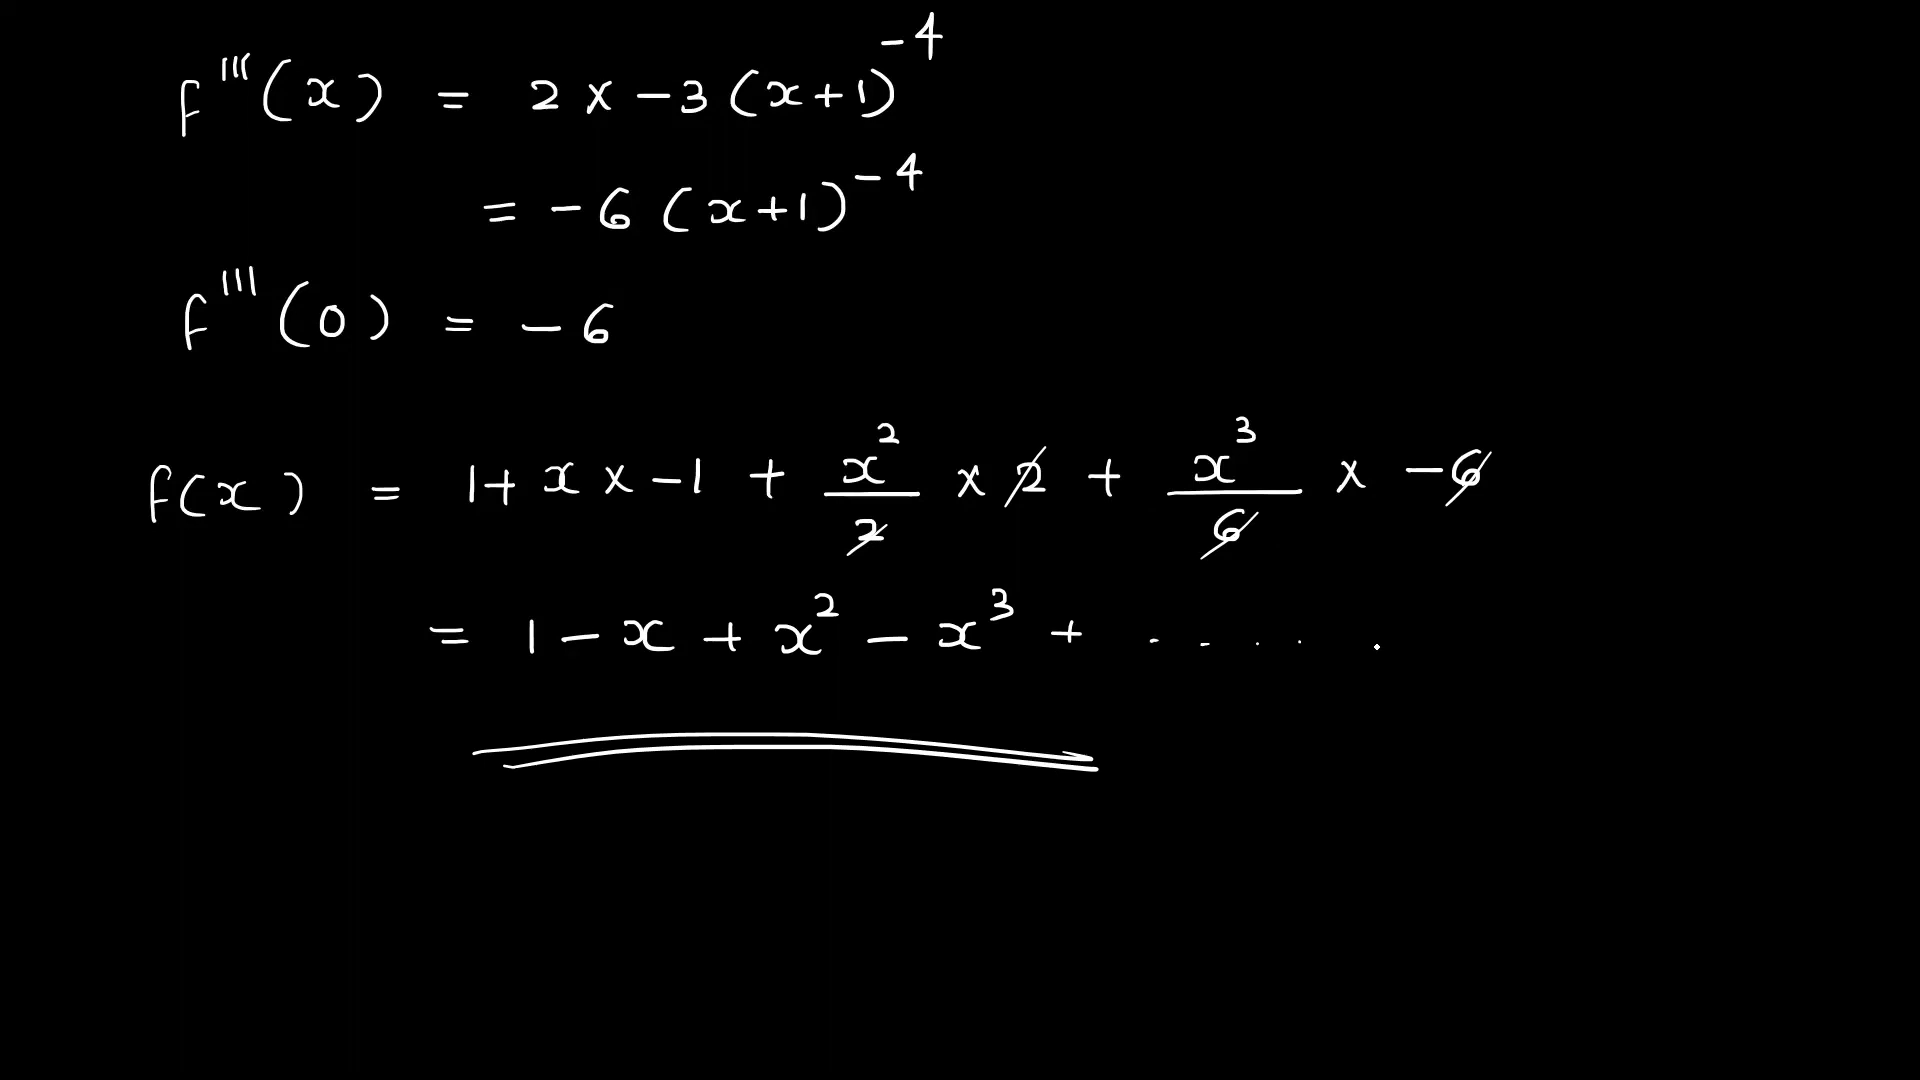 f'''(x) = 2 × -3 (x+1)^-4
= -6 (x+1)^-4
f'''(0) = -6
f(x) = 1 + x × -1 + x^2/2 × 2 + x^3/6 × -6
= 1 - x + x^2 - x^3 + ......